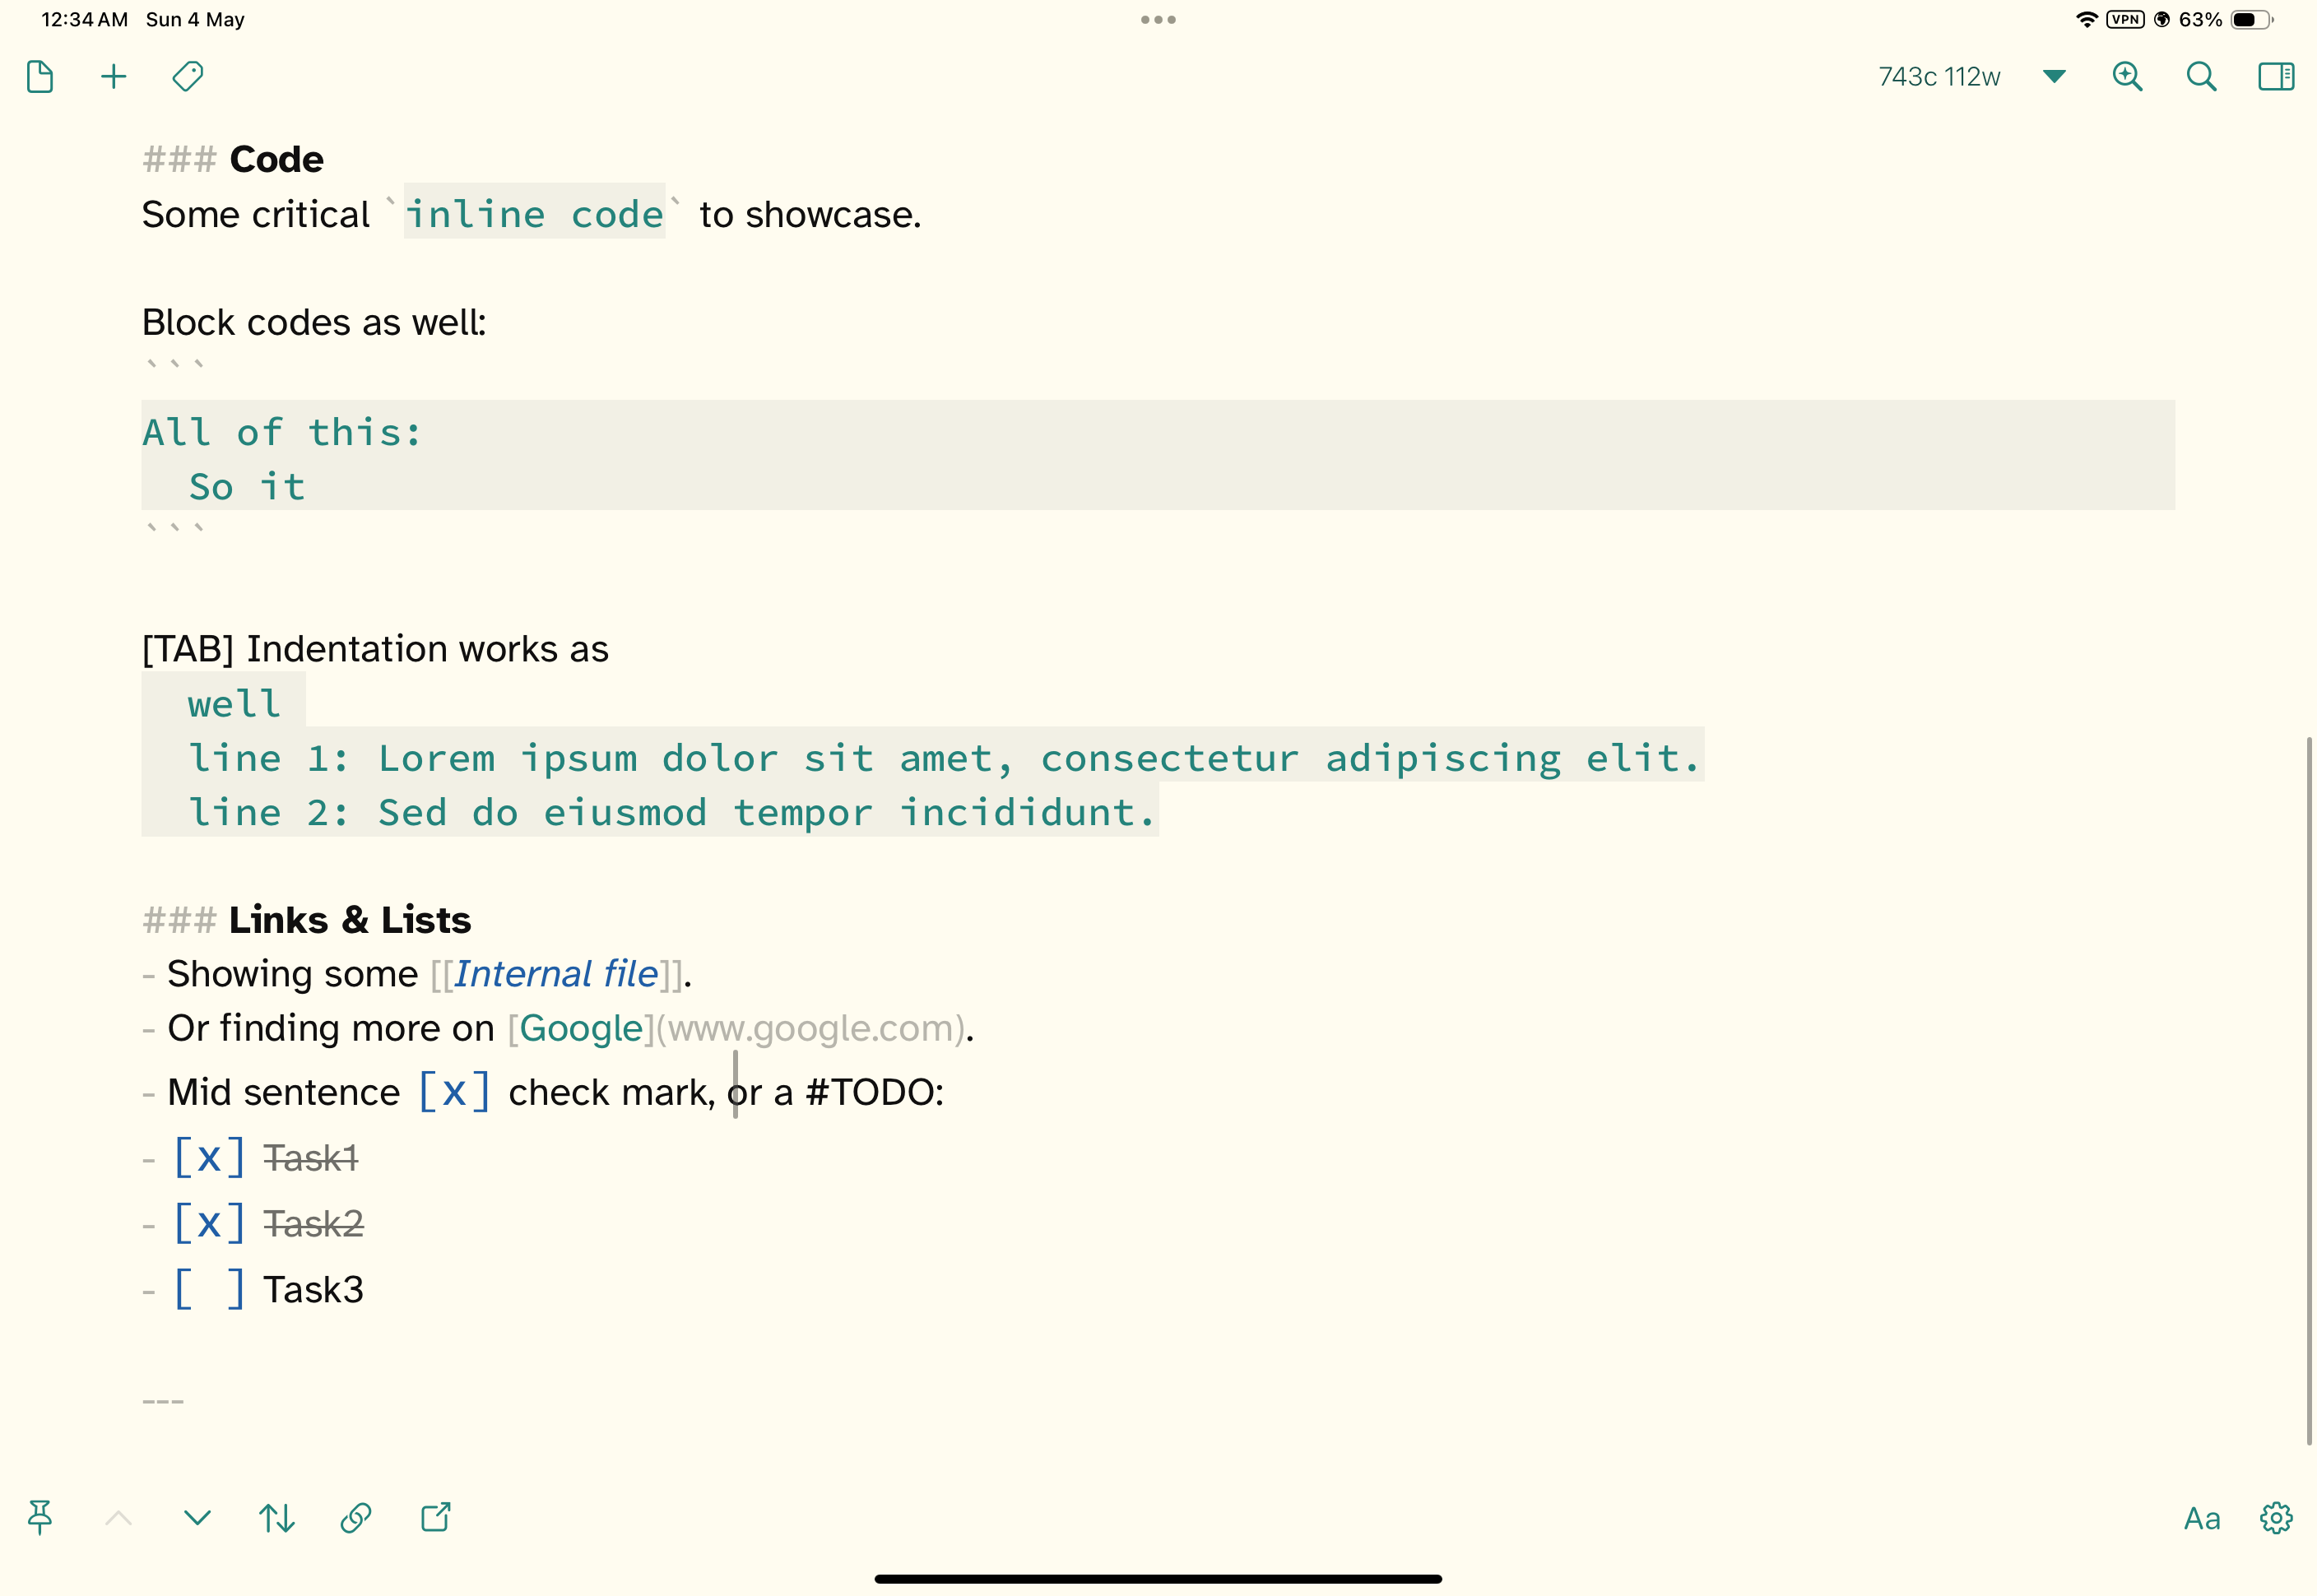 12:34 AM Sun 4 May VPN 63%
743c 112w
### Code
Some critical `inline code` to showcase.
Block codes as well:
```
All of this:
  So it
```
[TAB] Indentation works as
  well
  line 1: Lorem ipsum dolor sit amet, consectetur adipiscing elit.
  line 2: Sed do eiusmod tempor incididunt.
### Links & Lists
- Showing some [[Internal file]].
- Or finding more on [Google](www.google.com).
- Mid sentence [x] check mark, or a #TODO:
- [x] Task1
- [x] Task2
- [ ] Task3
---
Aa